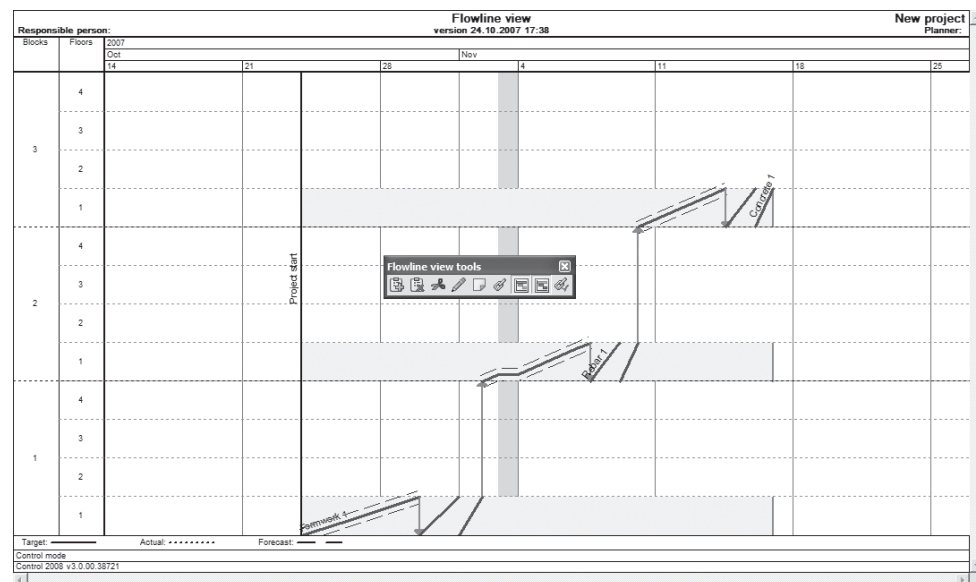 Flowline view
New project
Responsible person:
version 24.10.2007 17:38
Planner:
Blocks
Floors
2007
Oct
Nov
14
21
28
4
11
18
25
4
3
3
2
1
Concrete 1
4
Project start
Flowline view tools
3
2
2
1
Rebar 1
4
3
1
2
1
Formwork 1
Target:
Actual:
Forecast:
Control mode
Control 2008 v3.0.00.38721